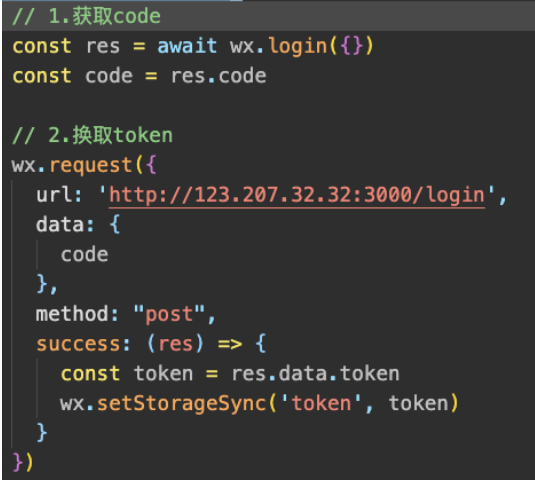 // 1.获取code
const res = await wx.login({})
const code = res.code
// 2.换取token
wx.request({
url: 'http://123.207.32.32:3000/login',
data: {
code
},
method: "post",
success: (res) => {
const token = res.data.token
wx.setStorageSync('token', token)
}
})